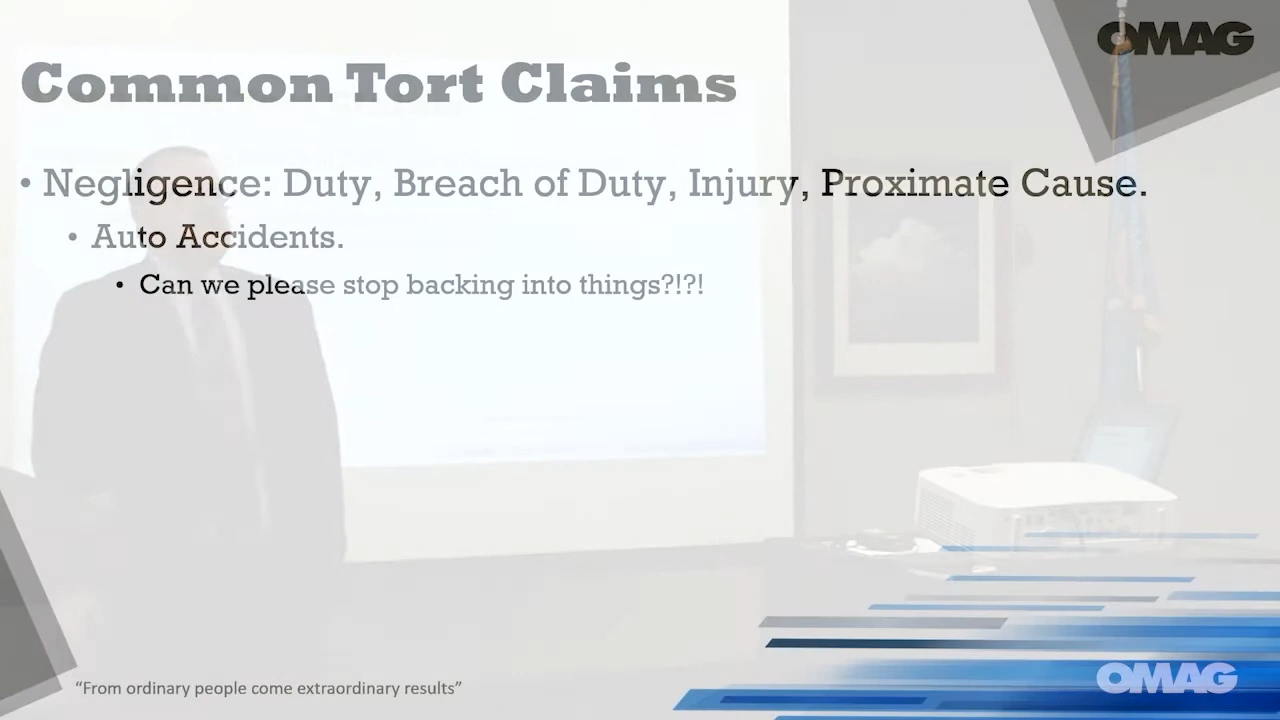 OMAG
Common Tort Claims
• Negligence: Duty, Breach of Duty, Injury, Proximate Cause.
• Auto Accidents.
• Can we please stop backing into things?!?!
"From ordinary people come extraordinary results"
OMAG